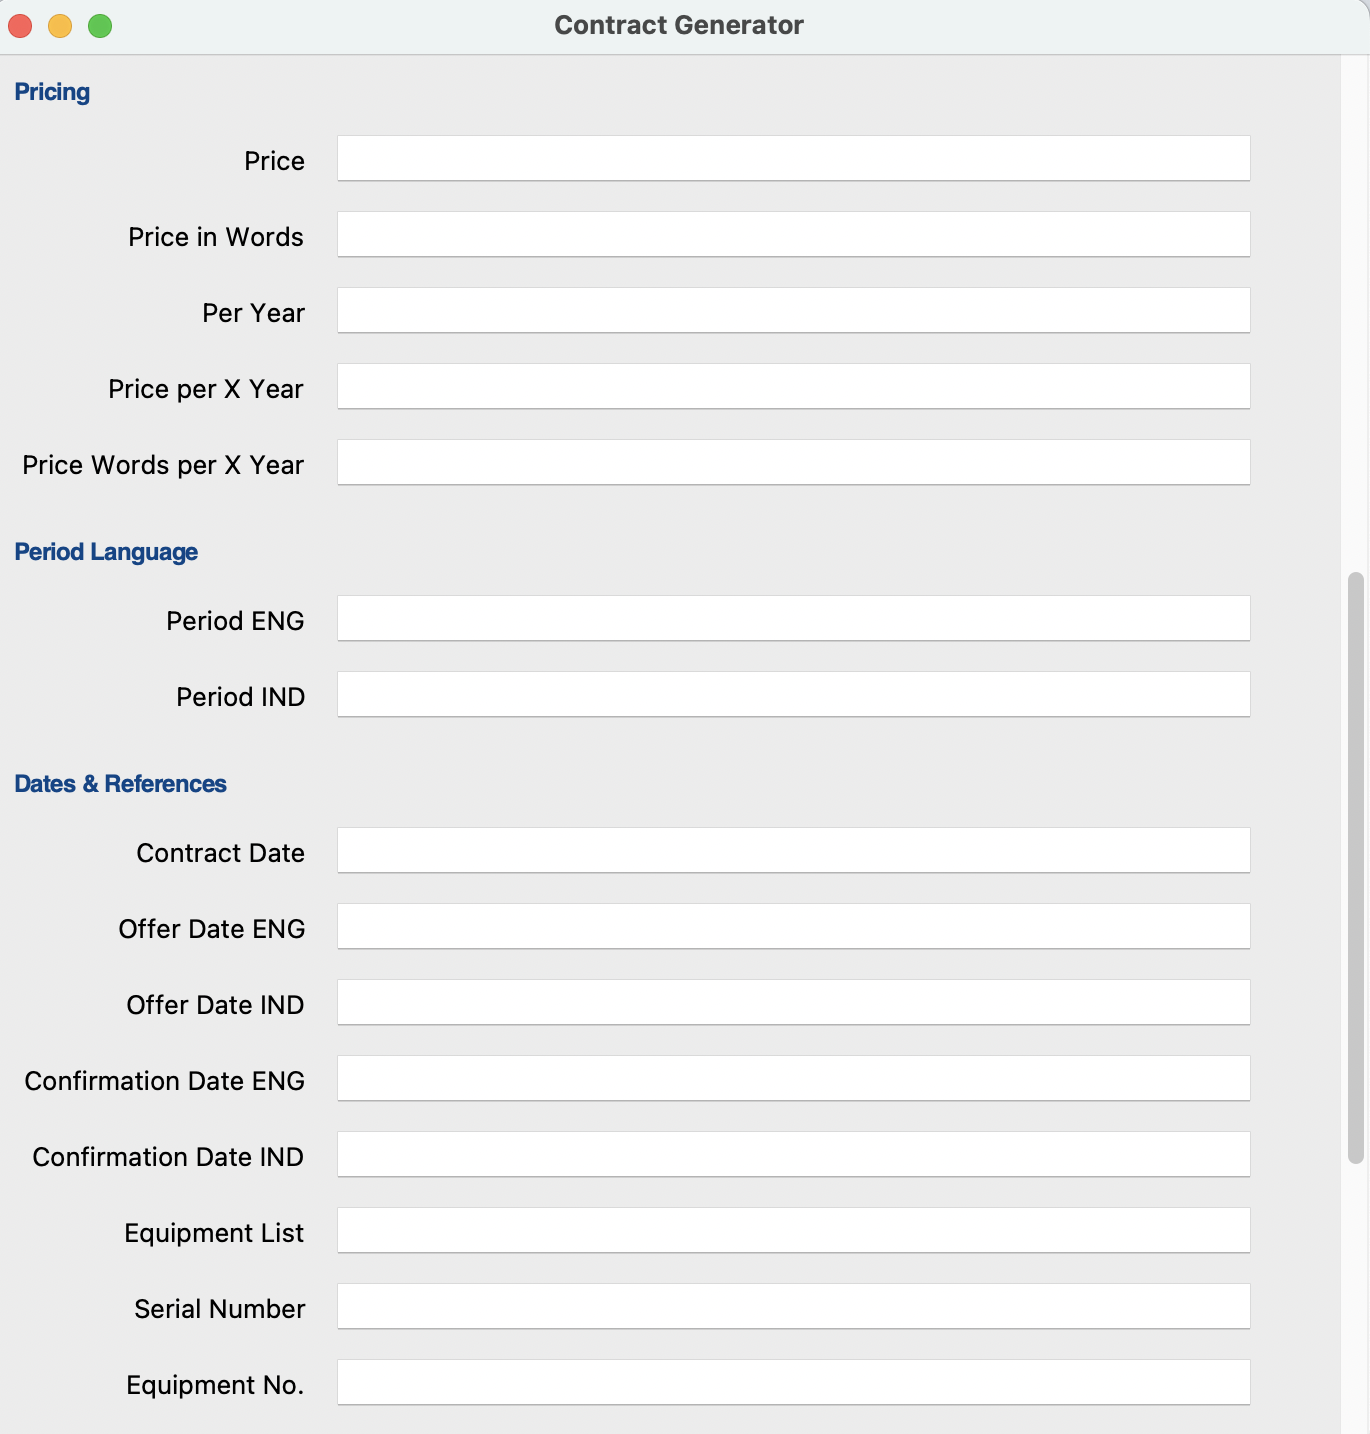 Contract Generator
Pricing
Price
Price in Words
Per Year
Price per X Year
Price Words per X Year
Period Language
Period ENG
Period IND
Dates & References
Contract Date
Offer Date ENG
Offer Date IND
Confirmation Date ENG
Confirmation Date IND
Equipment List
Serial Number
Equipment No.